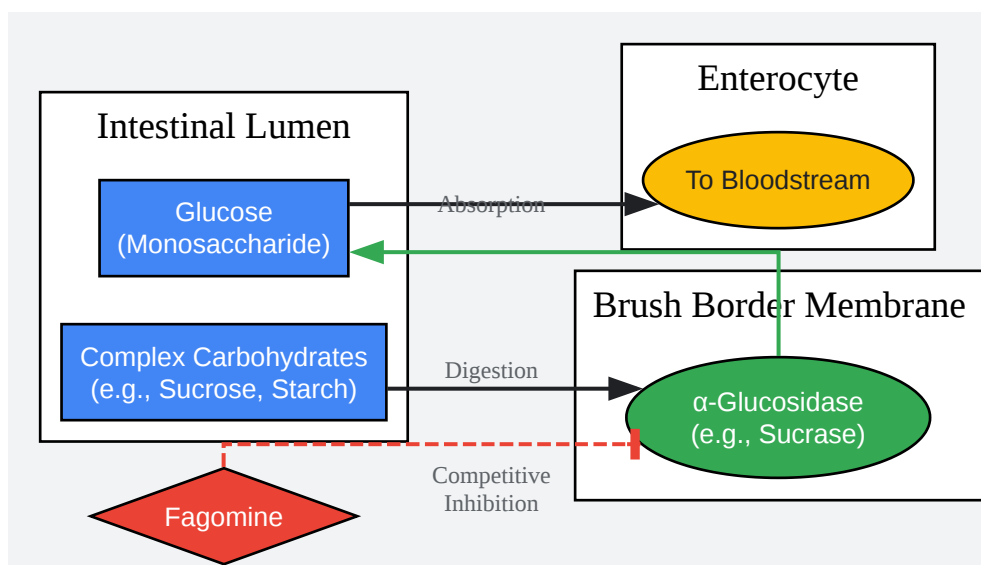 Enterocyte
Intestinal Lumen
To Bloodstream
Glucose
(Monosaccharide)
Absorption
Brush Border Membrane
Complex Carbohydrates
(e.g., Sucrose, Starch)
Digestion
α-Glucosidase
(e.g., Sucrase)
Competitive
Inhibition
Fagomine